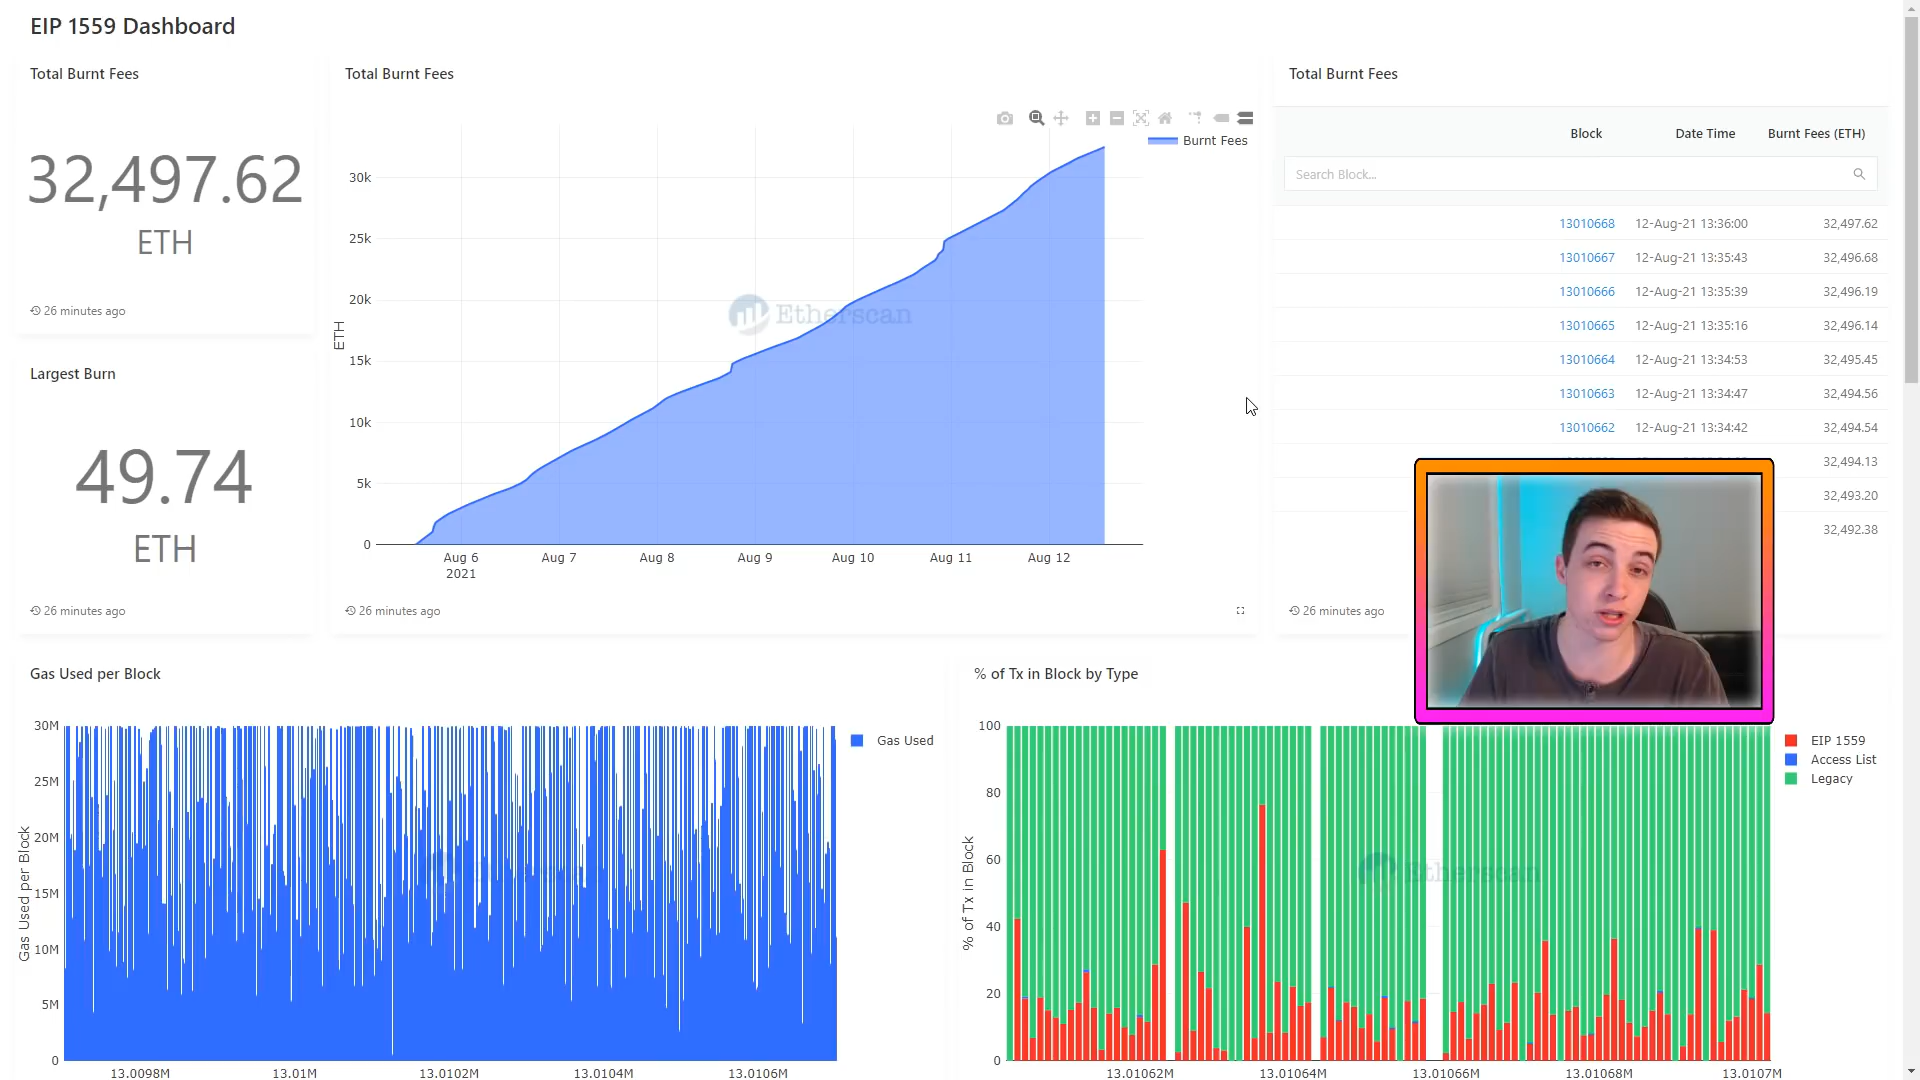 EIP 1559 Dashboard
Total Burnt Fees
32,497.62
ETH
26 minutes ago
Largest Burn
49.74
ETH
26 minutes ago
Total Burnt Fees
Burnt Fees
30k
25k
20k
15k
10k
5k
0
ETH
Etherscan
Aug 6
2021
Aug 7
Aug 8
Aug 9
Aug 10
Aug 11
Aug 12
26 minutes ago
Total Burnt Fees
Block Date Time Burnt Fees (ETH)
Search Block...
13010668 12-Aug-21 13:36:00 32,497.62
13010667 12-Aug-21 13:35:43 32,496.68
13010666 12-Aug-21 13:35:39 32,496.19
13010665 12-Aug-21 13:35:16 32,496.14
13010664 12-Aug-21 13:34:53 32,495.45
13010663 12-Aug-21 13:34:47 32,494.56
13010662 12-Aug-21 13:34:42 32,494.54
32,494.13
32,493.20
32,492.38
26 minutes ago
Gas Used per Block
Gas Used
30M
25M
20M
15M
10M
5M
0
Gas Used per Block
13.0098M
13.01M
13.0102M
13.0104M
13.0106M
% of Tx in Block by Type
100
80
60
40
20
0
% of Tx in Block
Etherscan
EIP 1559
Access List
Legacy
13.01062M
13.01064M
13.01066M
13.01068M
13.0107M